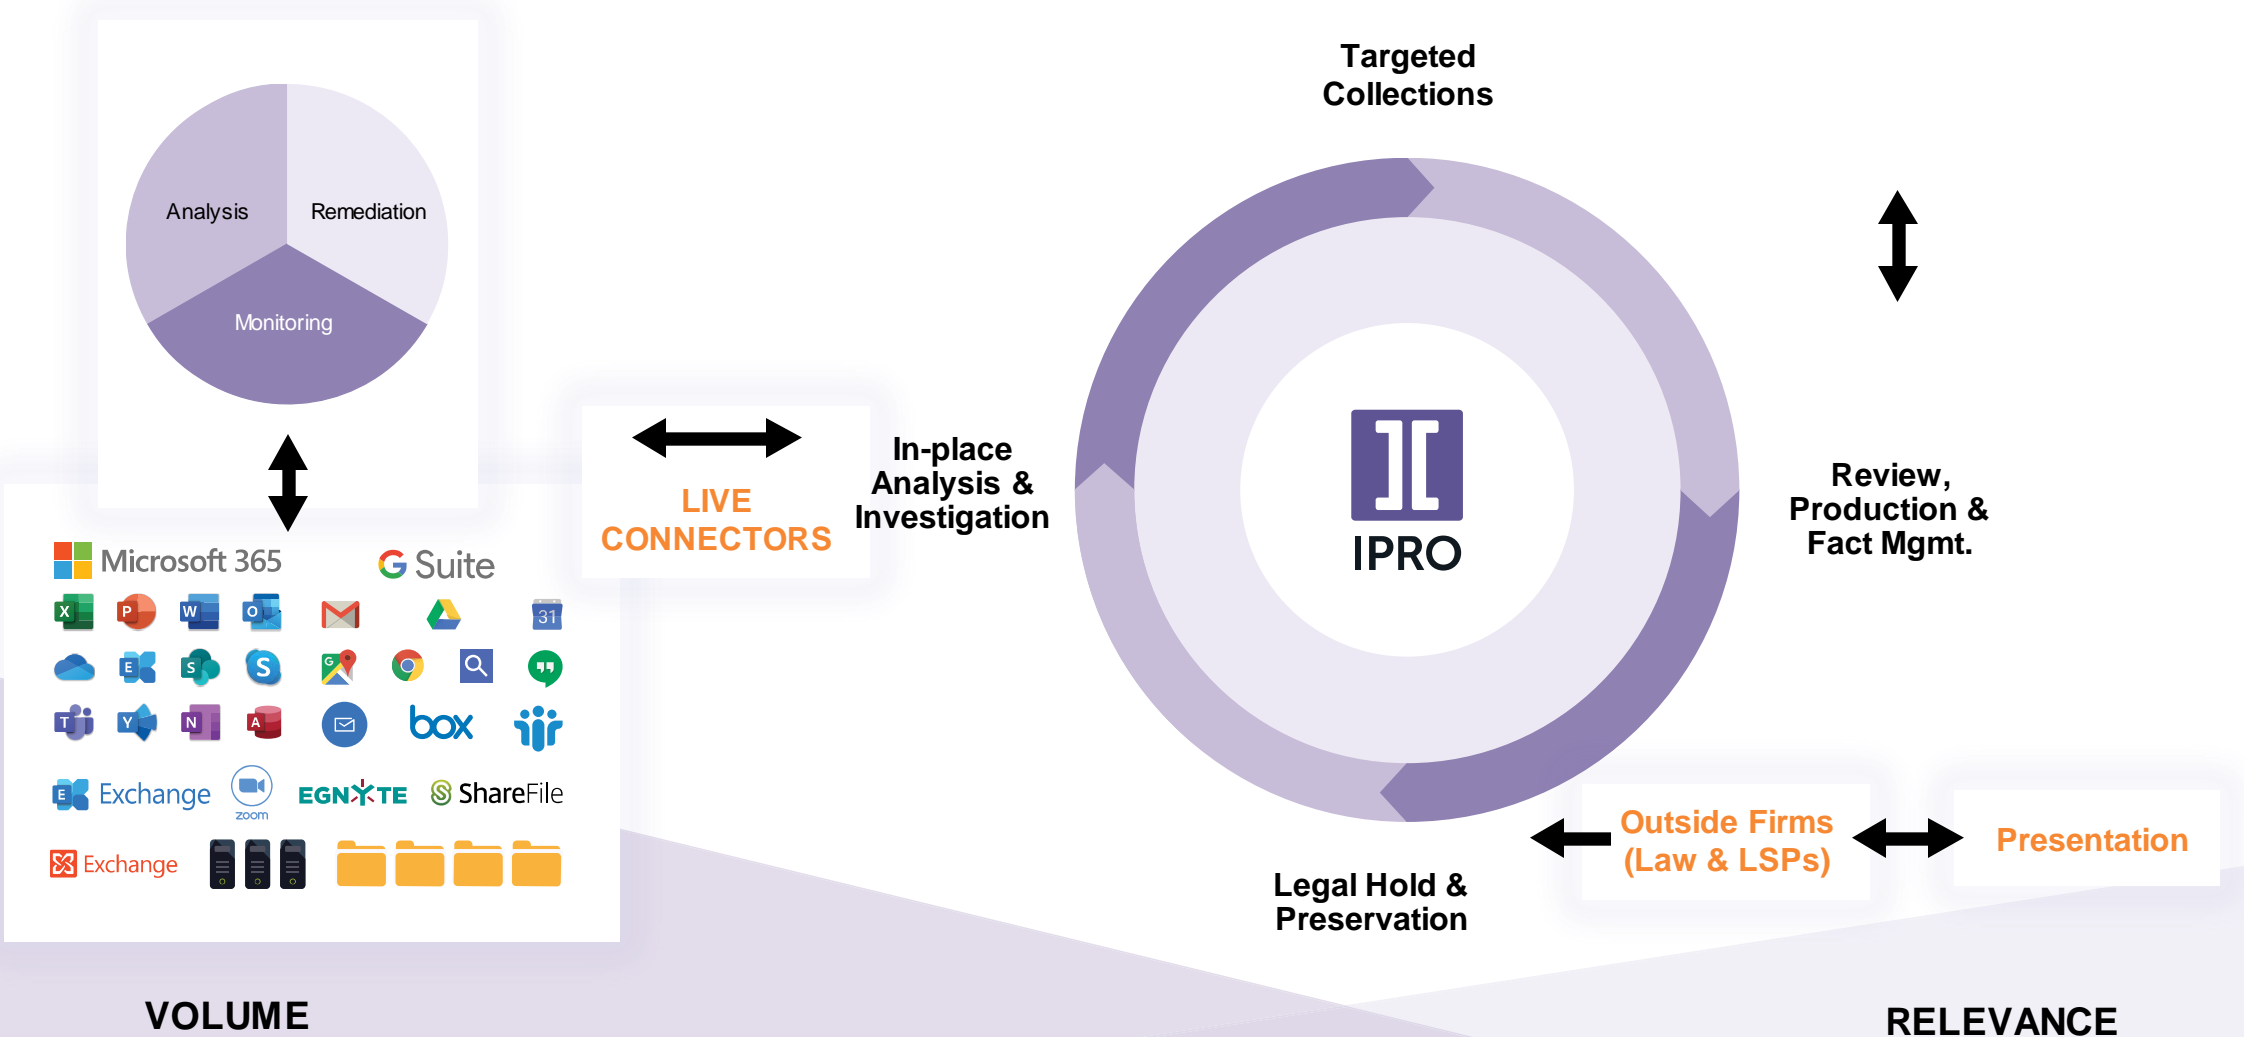 Targeted
Collections
Analysis
Remediation
Monitoring
LIVE
CONNECTORS
In-place
Analysis &
Investigation
IPRO
Review,
Production &
Fact Mgmt.
Microsoft 365
G Suite
X
P
W
O
31
E
S
S
G
T
Y
N
A
box
E Exchange
zoom
EGNYTE
S ShareFile
Exchange
Outside Firms
(Law & LSPs)
Presentation
Legal Hold &
Preservation
VOLUME
RELEVANCE